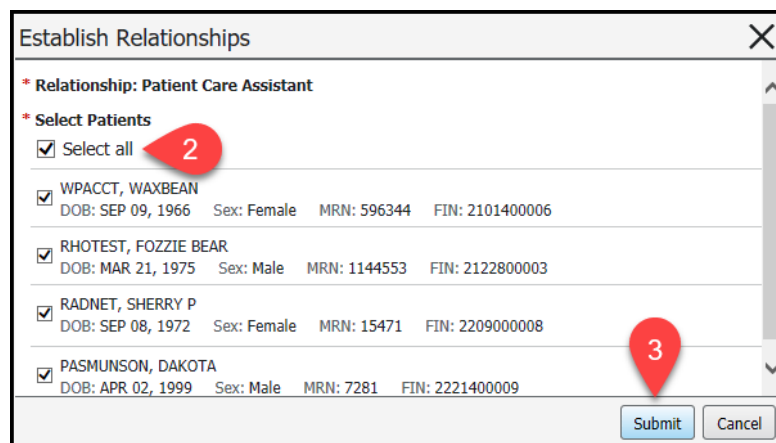 Establish Relationships
* Relationship: Patient Care Assistant
* Select Patients
Select all
2
WPACCT, WAXBEAN
DOB: SEP 09, 1966 Sex: Female MRN: 596344 FIN: 2101400006
RHOTEST, FOZZIE BEAR
DOB: MAR 21, 1975 Sex: Male MRN: 1144553 FIN: 2122800003
RADNET, SHERRY P
DOB: SEP 08, 1972 Sex: Female MRN: 15471 FIN: 2209000008
PASMUNSON, DAKOTA
DOB: APR 02, 1999 Sex: Male MRN: 7281 FIN: 2221400009
3
Submit Cancel